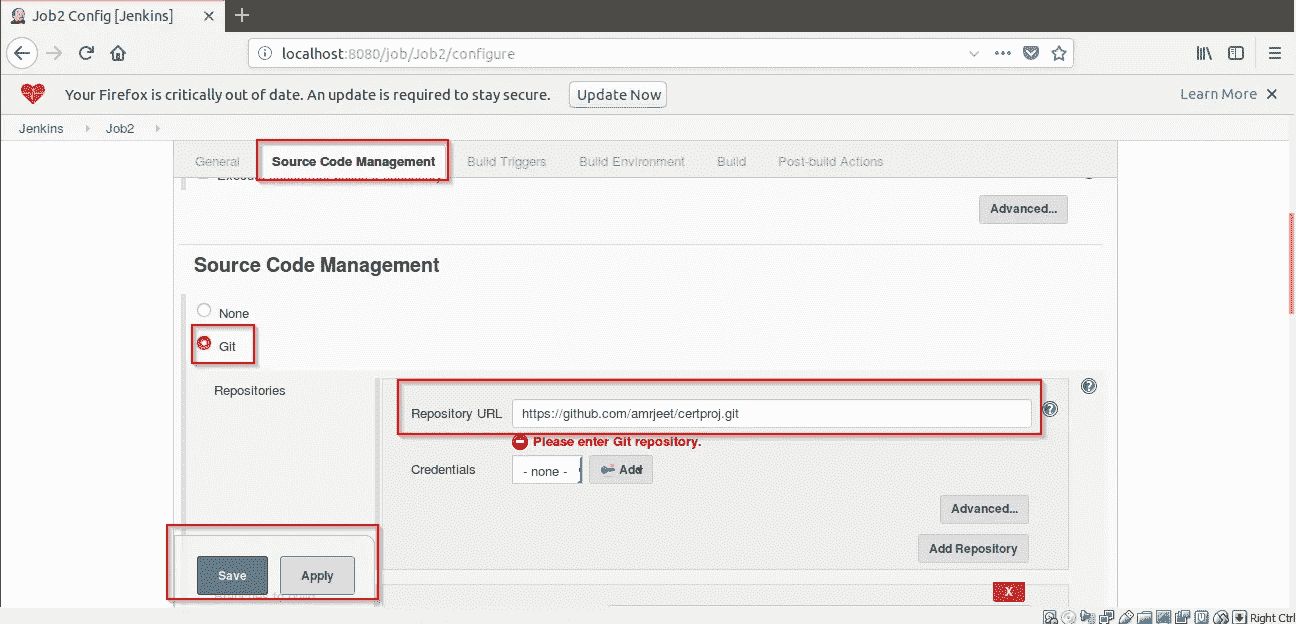 Job2 Config [Jenkins]
localhost:8080/job/Job2/configure
Your Firefox is critically out of date. An update is required to stay secure.
Update Now
Learn More
Jenkins
Job2
General
Source Code Management
Build Triggers
Build Environment
Build
Post-build Actions
Advanced...
Source Code Management
None
Git
Repositories
Repository URL
https://github.com/amrjeet/certproj.git
Please enter Git repository.
Credentials
- none -
Add
Advanced...
Add Repository
Save
Apply
X
Right Ctrl